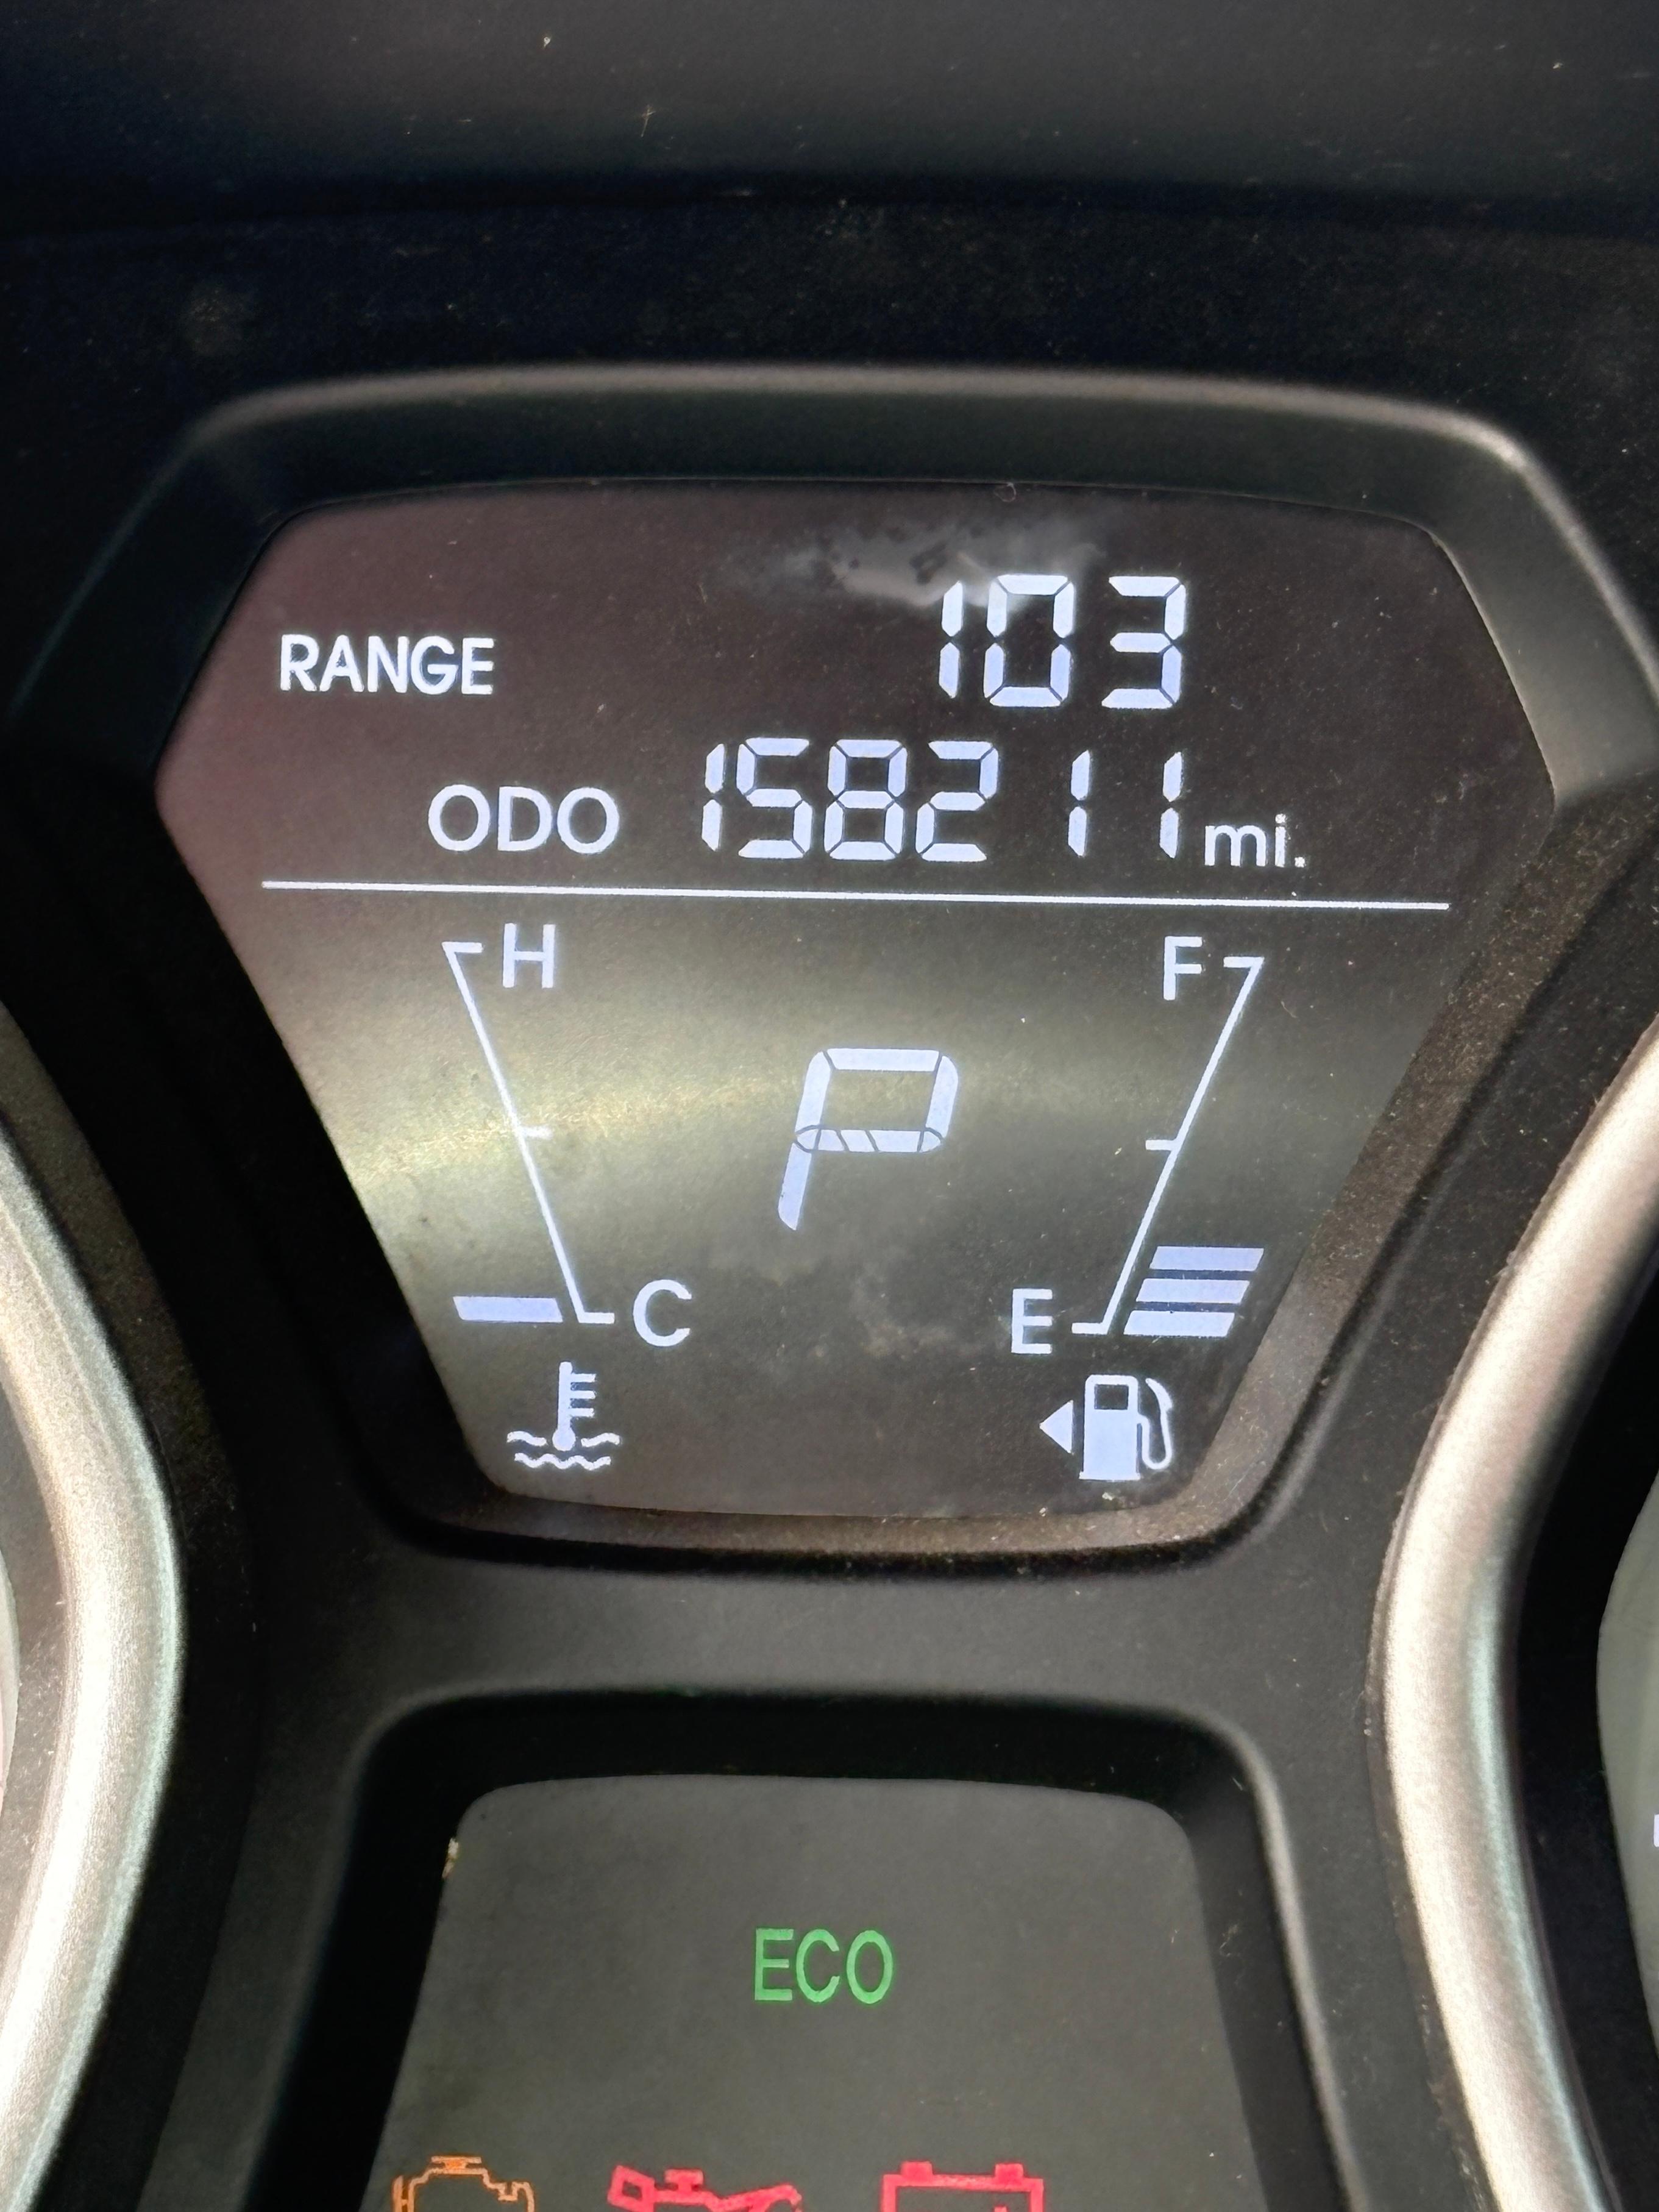 RANGE 103
ODO 158211 mi.
H F
P
C E
ECO